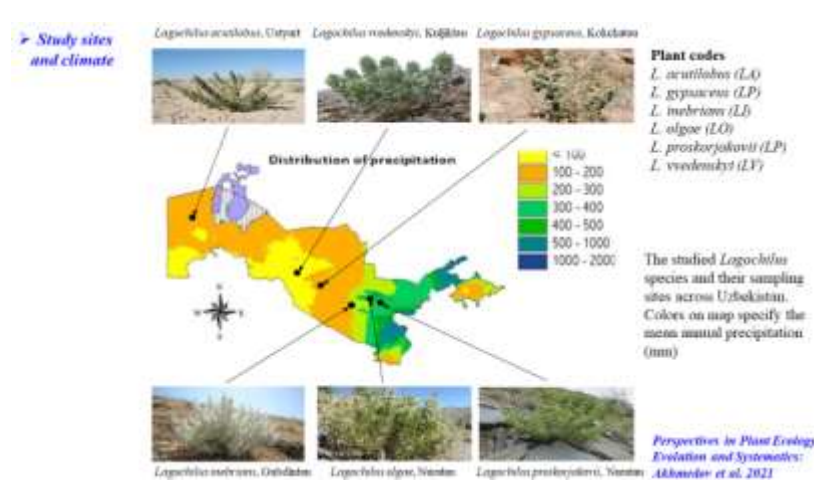 ➢ Study sites
and climate
Lagochilus acutilobus, Ustyurt
Lagochilus vvedenskyi, Kuljuktau
Lagochilus gypsaceus, Kokchatau
Plant codes
L. acutilobus (LA)
L. gypsaceus (LP)
L. inebrians (LI)
L. olgae (LO)
L. proskorjakovii (LP)
L. vvedenskyi (LV)
Distribution of precipitation
< 100
100 - 200
200 - 300
300 - 400
400 - 500
500 - 1000
1000 - 2000
N
W
E
S
The studied Lagochilus
species and their sampling
sites across Uzbekistan.
Colors on map specify the
mean annual precipitation
(mm)
Lagochilus inebrians,
Lagochilus olgae, Nuratau
Lagochilus proskorjakovii, Nuratau
Perspectives in Plant Ecology
Evolution and Systematics:
Akhmedov et al. 2021